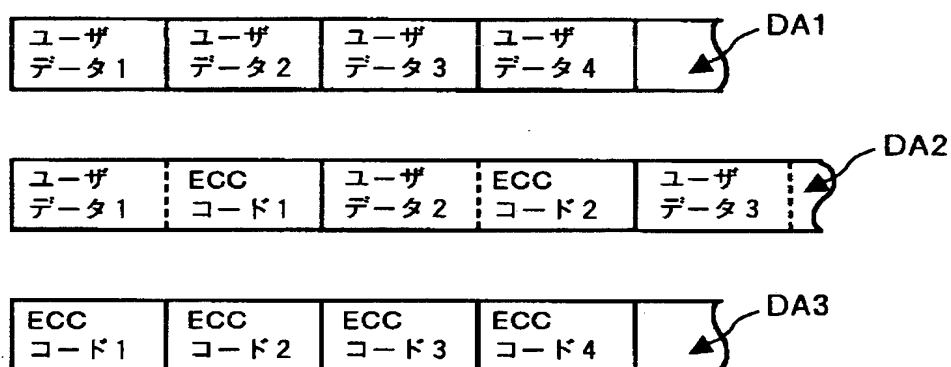 ユーザ ユーザ ユーザ ユーザ DA1
データ1 データ2 データ3 データ4
DA2
ユーザ ECC ユーザ ECC ユーザ
データ1 コード1 データ2 コード2 データ3
ECC ECC ECC ECC DA3
コード1 コード2 コード3 コード4